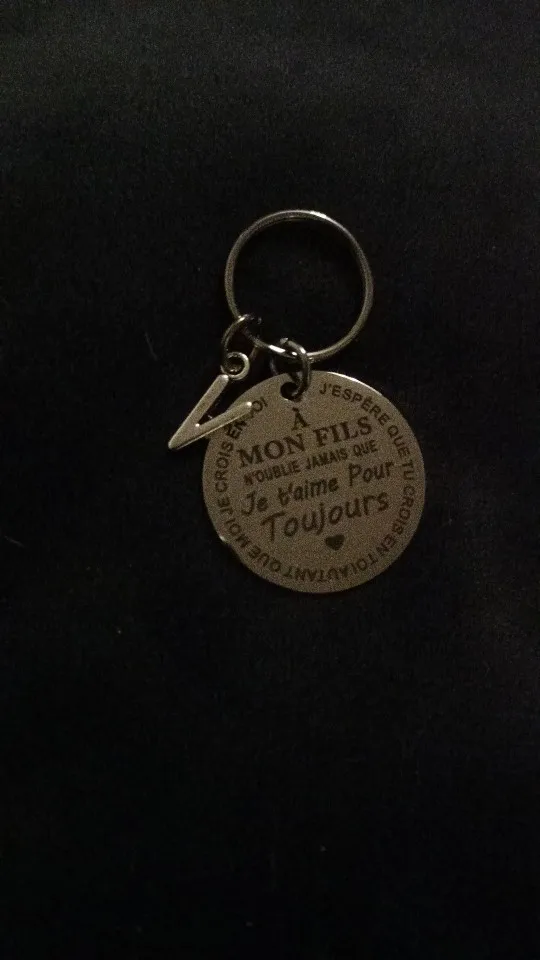 À
MON FILS
N'OUBLIE JAMAIS QUE
Je t'aime Pour
Toujours
J'ESPÈRE QUE TU CROIS EN TOI AUTANT QUE MOI JE CROIS EN TOI
V